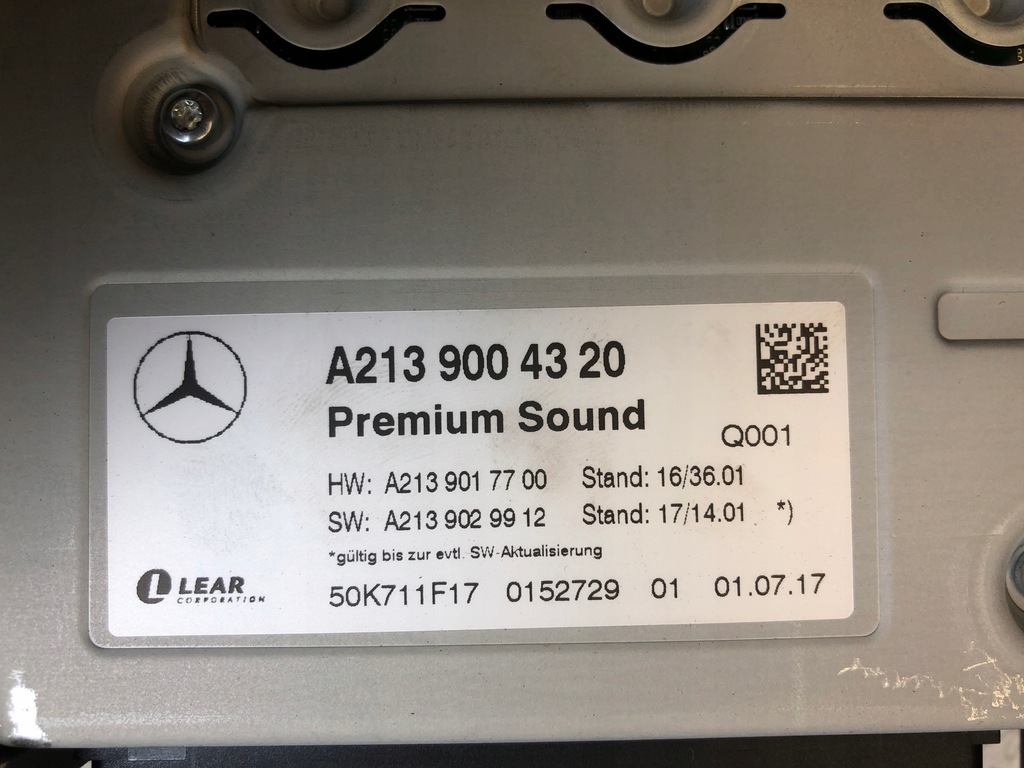 A213 900 43 20
Premium Sound
Q001
HW: A213 901 77 00 Stand: 16/36.01
SW: A213 902 99 12 Stand: 17/14.01 *)
*gültig bis zur evtl. SW-Aktualisierung
LEAR
CORPORATION
50K711F17 0152729 01 01.07.17